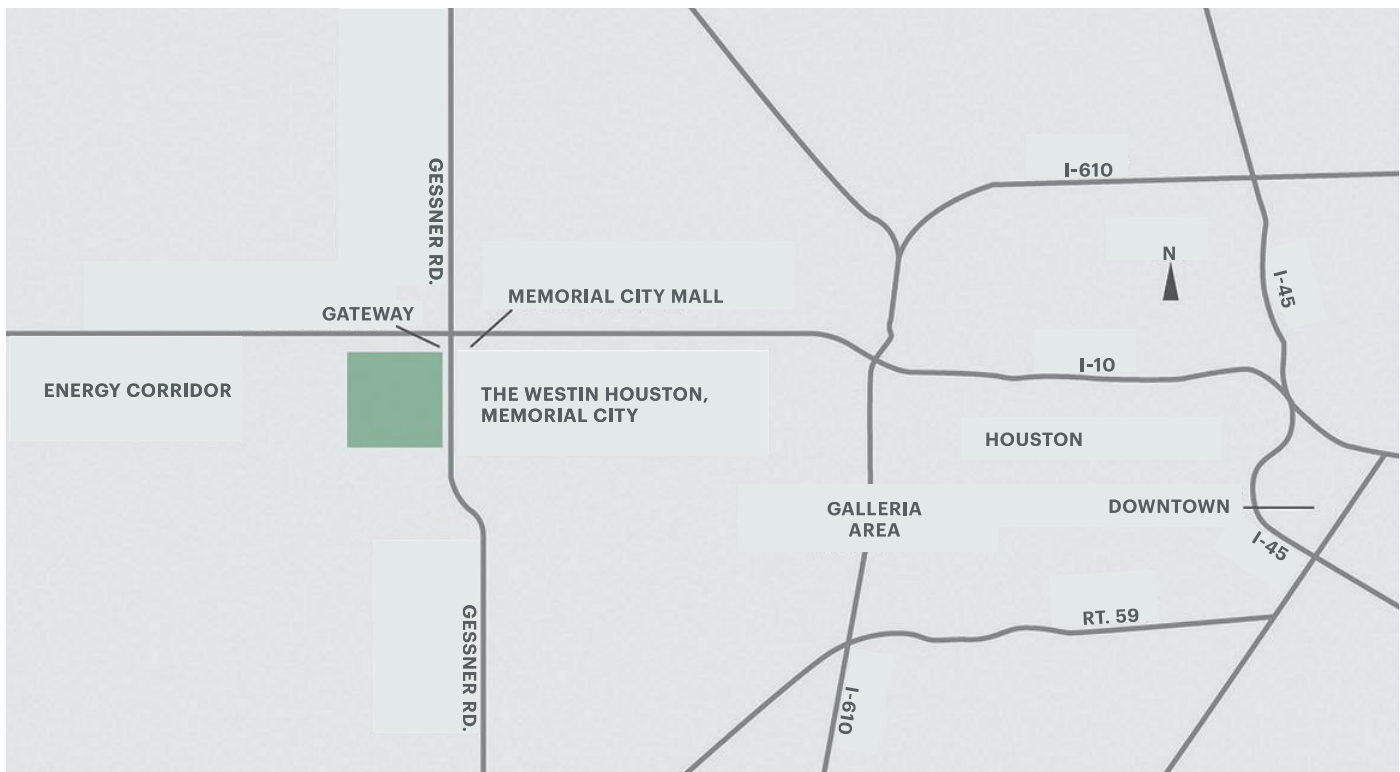 GESSNER RD.
I-610
N
I-45
MEMORIAL CITY MALL
GATEWAY
I-10
ENERGY CORRIDOR
THE WESTIN HOUSTON,
MEMORIAL CITY
HOUSTON
GALLERIA
AREA
DOWNTOWN
I-45
RT. 59
GESSNER RD.
I-610